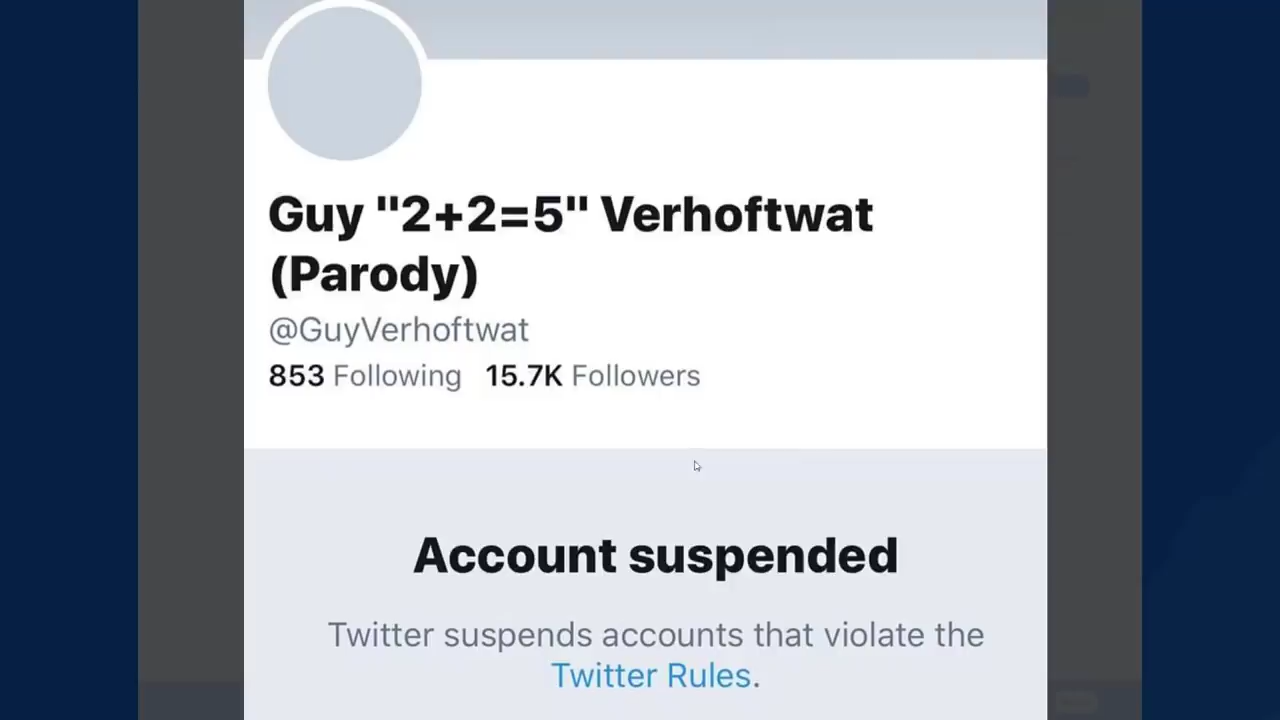 Guy "2+2=5" Verhoftwat
(Parody)
@GuyVerhoftwat
853 Following 15.7K Followers
Account suspended
Twitter suspends accounts that violate the
Twitter Rules.